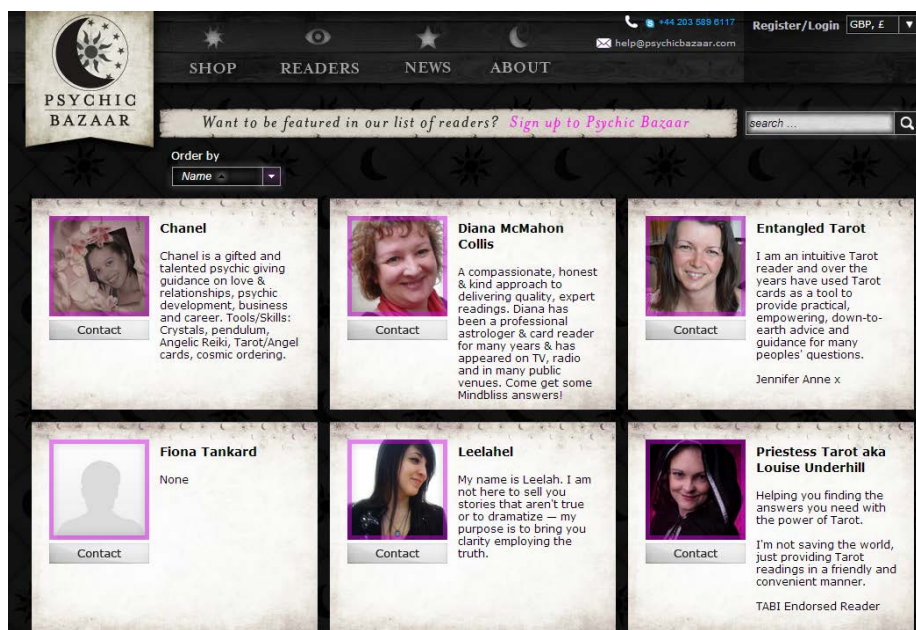 +44 203 589 6117
Register/Login
GBP, £
help@psychicbazaar.com
SHOP
READERS
NEWS
ABOUT
PSYCHIC
BAZAAR
Want to be featured in our list of readers? Sign up to Psychic Bazaar
search ...
Order by
Name
Chanel
Chanel is a gifted and
talented psychic giving
guidance on love &
relationships, psychic
development, business
and career. Tools/Skills:
Crystals, pendulum,
Angelic Reiki, Tarot/Angel
cards, cosmic ordering.
Contact
Diana McMahon
Collis
A compassionate, honest
& kind approach to
delivering quality, expert
readings. Diana has
been a professional
astrologer & card reader
for many years & has
appeared on TV, radio
and in many public
venues. Come get some
Mindbliss answers!
Contact
Entangled Tarot
I am an intuitive Tarot
reader and over the
years have used Tarot
cards as a tool to
provide practical,
empowering, down-to-
earth advice and
guidance for many
peoples' questions.
Jennifer Anne x
Contact
Fiona Tankard
None
Contact
Leelahel
My name is Leelah. I am
not here to sell you
stories that aren't true
or to dramatize — my
purpose is to bring you
clarity employing the
truth.
Contact
Priestess Tarot aka
Louise Underhill
Helping you finding the
answers you need with
the power of Tarot.
I'm not saving the world,
just providing Tarot
readings in a friendly and
convenient manner.
TABI Endorsed Reader
Contact